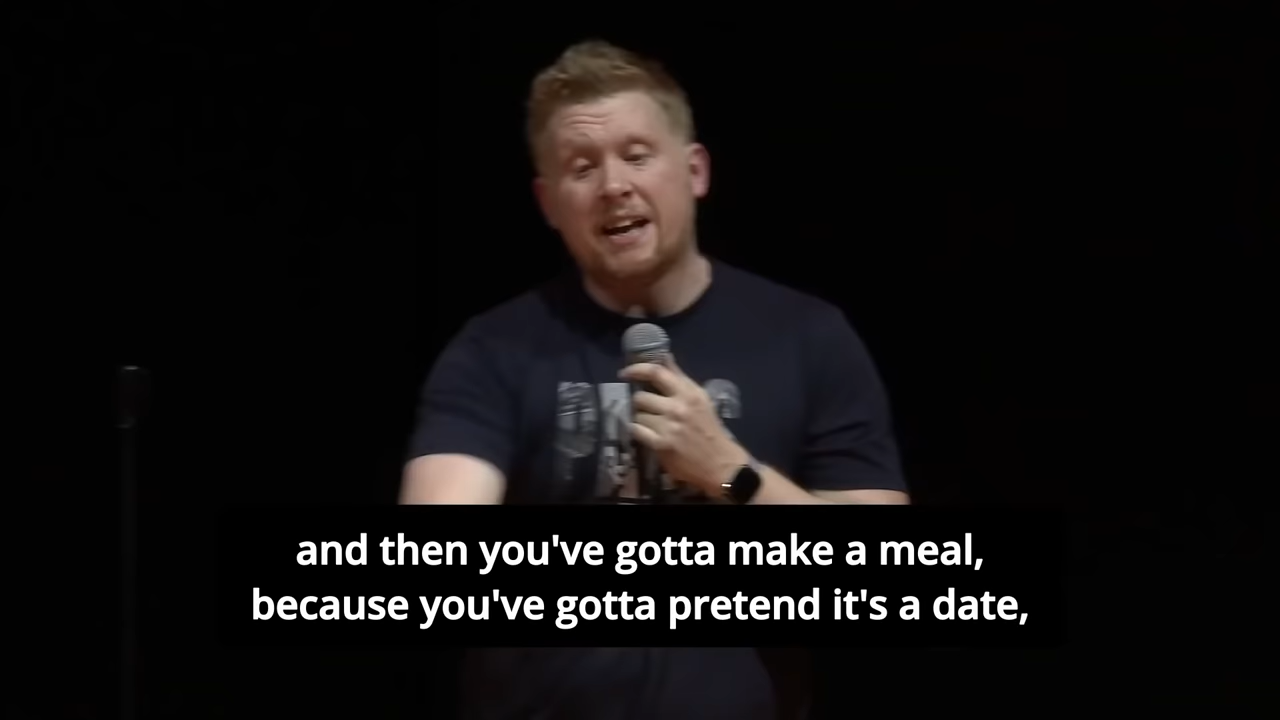 and then you've gotta make a meal,
because you've gotta pretend it's a date,